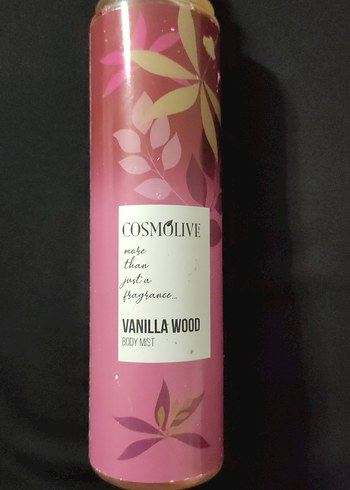 COSMOLIVE
more
than
just a
fragrance...
VANILLA WOOD
BODY MIST